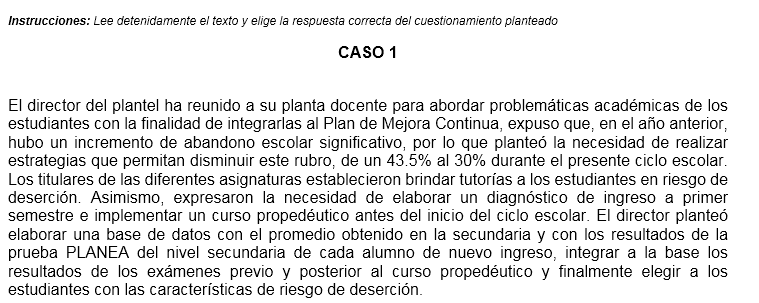 Instrucciones: Lee detenidamente el texto y elige la respuesta correcta del cuestionamiento planteado
CASO 1
El director del plantel ha reunido a su planta docente para abordar problemáticas académicas de los
estudiantes con la finalidad de integrarlas al Plan de Mejora Continua, expuso que, en el año anterior,
hubo un incremento de abandono escolar significativo, por lo que planteó la necesidad de realizar
estrategias que permitan disminuir este rubro, de un 43.5% al 30% durante el presente ciclo escolar.
Los titulares de las diferentes asignaturas establecieron brindar tutorías a los estudiantes en riesgo de
deserción. Asimismo, expresaron la necesidad de elaborar un diagnóstico de ingreso a primer
semestre e implementar un curso propedéutico antes del inicio del ciclo escolar. El director planteó
elaborar una base de datos con el promedio obtenido en la secundaria y con los resultados de la
prueba PLANEA del nivel secundaria de cada alumno de nuevo ingreso, integrar a la base los
resultados de los exámenes previo y posterior al curso propedéutico y finalmente elegir a los
estudiantes con las características de riesgo de deserción.